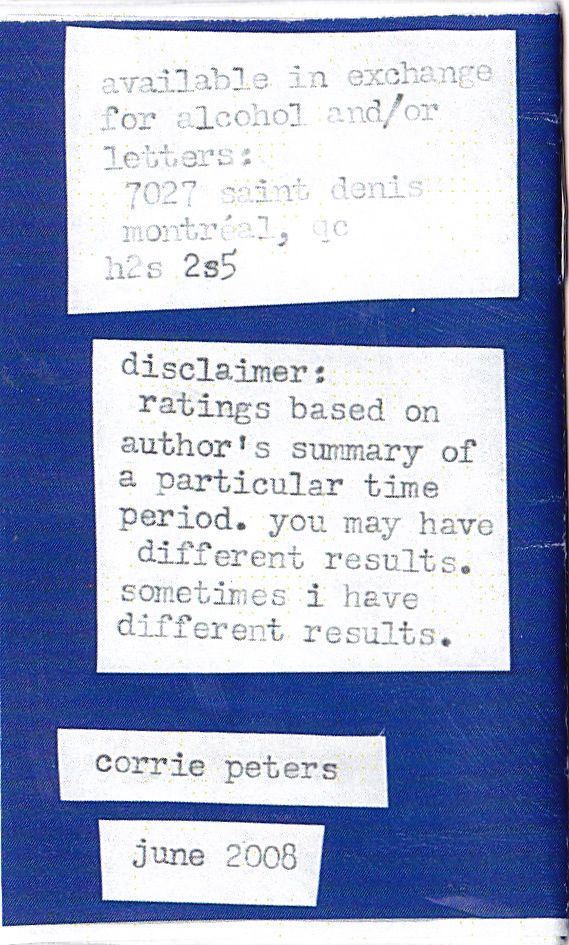 available in exchange
for alcohol and/or
letters:
7027 saint denis
montréal, qc
h2s 2s5
disclaimer:
ratings based on
author's summary of
a particular time
period. you may have
different results.
sometimes i have
different results.
corrie peters
june 2008